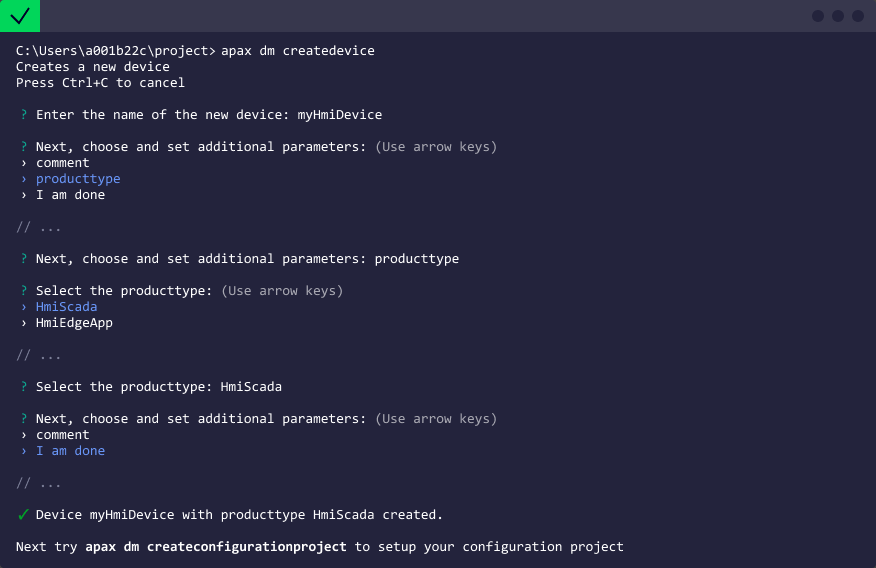 C:\Users\a001b22c\project> apax dm createdevice
Creates a new device
Press Ctrl+C to cancel
? Enter the name of the new device: myHmiDevice
? Next, choose and set additional parameters: (Use arrow keys)
› comment
› producttype
› I am done
// ...
? Next, choose and set additional parameters: producttype
? Select the producttype: (Use arrow keys)
› HmiScada
› HmiEdgeApp
// ...
? Select the producttype: HmiScada
? Next, choose and set additional parameters: (Use arrow keys)
› comment
› I am done
// ...
✓ Device myHmiDevice with producttype HmiScada created.
Next try apax dm createconfigurationproject to setup your configuration project